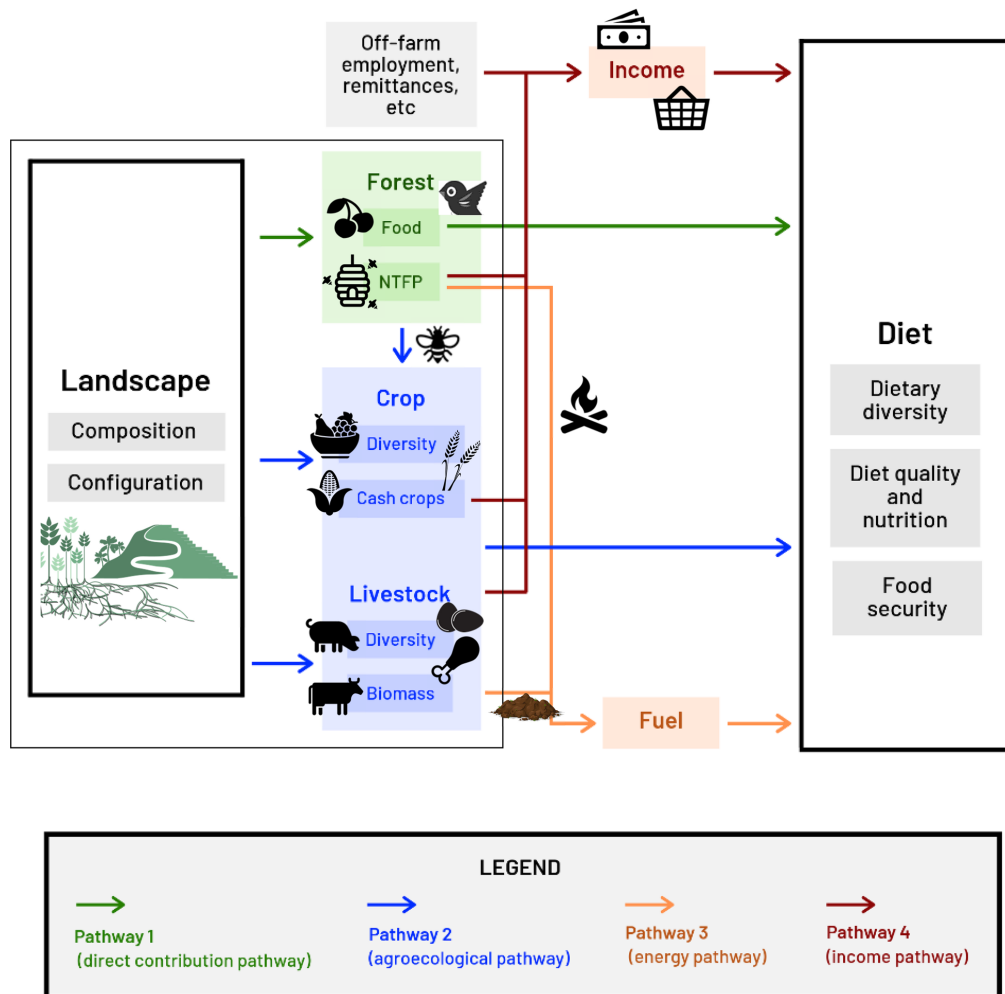 Off-farm
employment,
remittances,
etc
Income
Forest
Food
NTFP
Landscape
Composition
Configuration
Crop
Diversity
Cash crops
Livestock
Diversity
Biomass
Fuel
Diet
Dietary
diversity
Diet quality
and
nutrition
Food
security
LEGEND
Pathway 1
(direct contribution pathway)
Pathway 2
(agroecological pathway)
Pathway 3
(energy pathway)
Pathway 4
(income pathway)